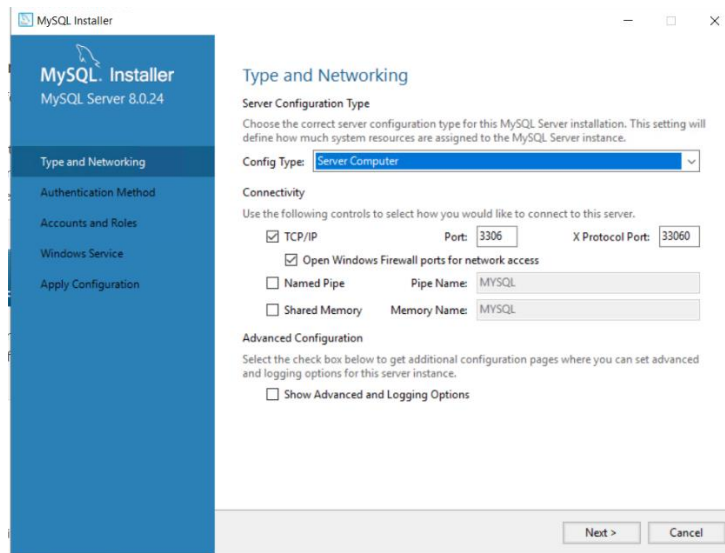 MySQL Installer
MySQL. Installer
MySQL Server 8.0.24
Type and Networking
Authentication Method
Accounts and Roles
Windows Service
Apply Configuration
Type and Networking
Server Configuration Type
Choose the correct server configuration type for this MySQL Server installation. This setting will
define how much system resources are assigned to the MySQL Server instance.
Config Type: Server Computer
Connectivity
Use the following controls to select how you would like to connect to this server.
TCP/IP Port: 3306 X Protocol Port: 33060
Open Windows Firewall ports for network access
Named Pipe Pipe Name: MYSQL
Shared Memory Memory Name: MYSQL
Advanced Configuration
Select the check box below to get additional configuration pages where you can set advanced
and logging options for this server instance.
Show Advanced and Logging Options
Next > Cancel